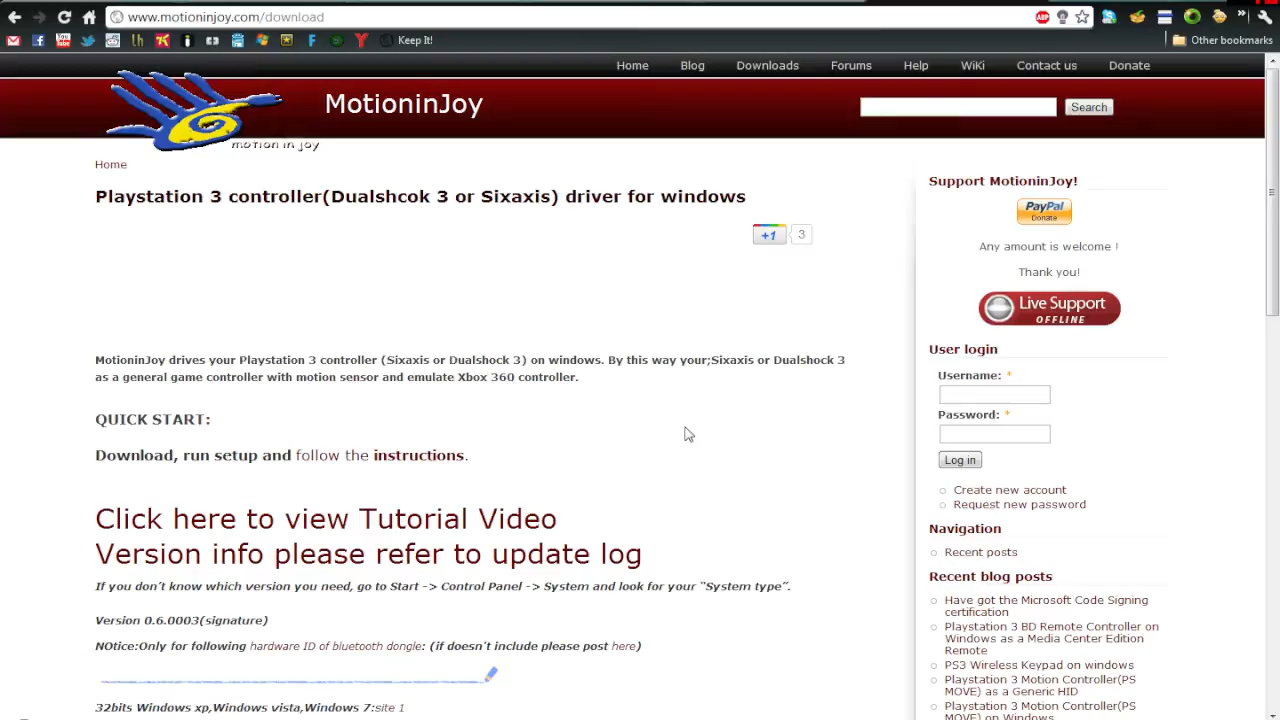 www.motioninjoy.com/download
ABP
Keep It!
Other bookmarks
Home Blog Downloads Forums Help WiKi Contact us Donate
MotioninJoy
Search
motion in joy
Home
Playstation 3 controller(Dualshcok 3 or Sixaxis) driver for windows
+1 3
MotioninJoy drives your Playstation 3 controller (Sixaxis or Dualshock 3) on windows. By this way your;Sixaxis or Dualshock 3
as a general game controller with motion sensor and emulate Xbox 360 controller.
QUICK START:
Download, run setup and follow the instructions.
Click here to view Tutorial Video
Version info please refer to update log
If you don’t know which version you need, go to Start -> Control Panel -> System and look for your “System type”.
Version 0.6.0003(signature)
NOtice:Only for following hardware ID of bluetooth dongle: (if doesn't include please post here)
32bits Windows xp,Windows vista,Windows 7:site 1
Support MotioninJoy!
PayPal
Donate
Any amount is welcome !
Thank you!
Live Support
OFFLINE
User login
Username: *
Password: *
Log in
Create new account
Request new password
Navigation
Recent posts
Recent blog posts
Have got the Microsoft Code Signing
certification
Playstation 3 BD Remote Controller on
Windows as a Media Center Edition
Remote
PS3 Wireless Keypad on windows
Playstation 3 Motion Controller(PS
MOVE) as a Generic HID
Playstation 3 Motion Controller(PS
MOVE) on Windows